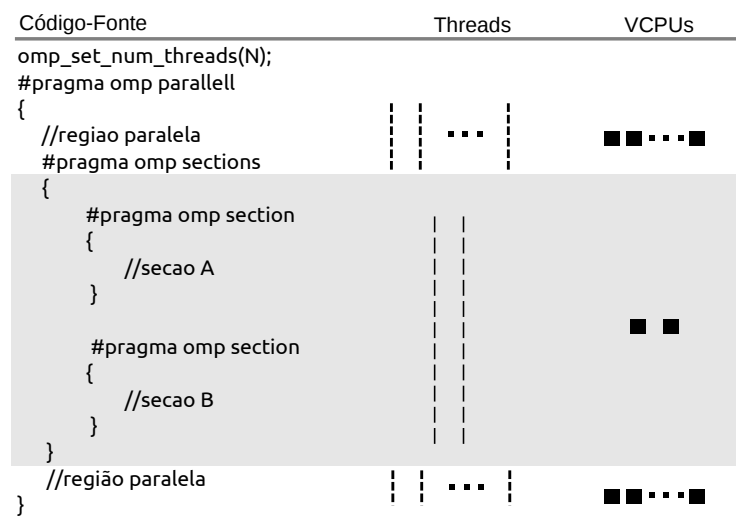 Código-Fonte Threads VCPUs
omp_set_num_threads(N);
#pragma omp parallell
{
//regiao paralela
#pragma omp sections
{
#pragma omp section
{
//secao A
}
#pragma omp section
{
//secao B
}
}
//região paralela
}